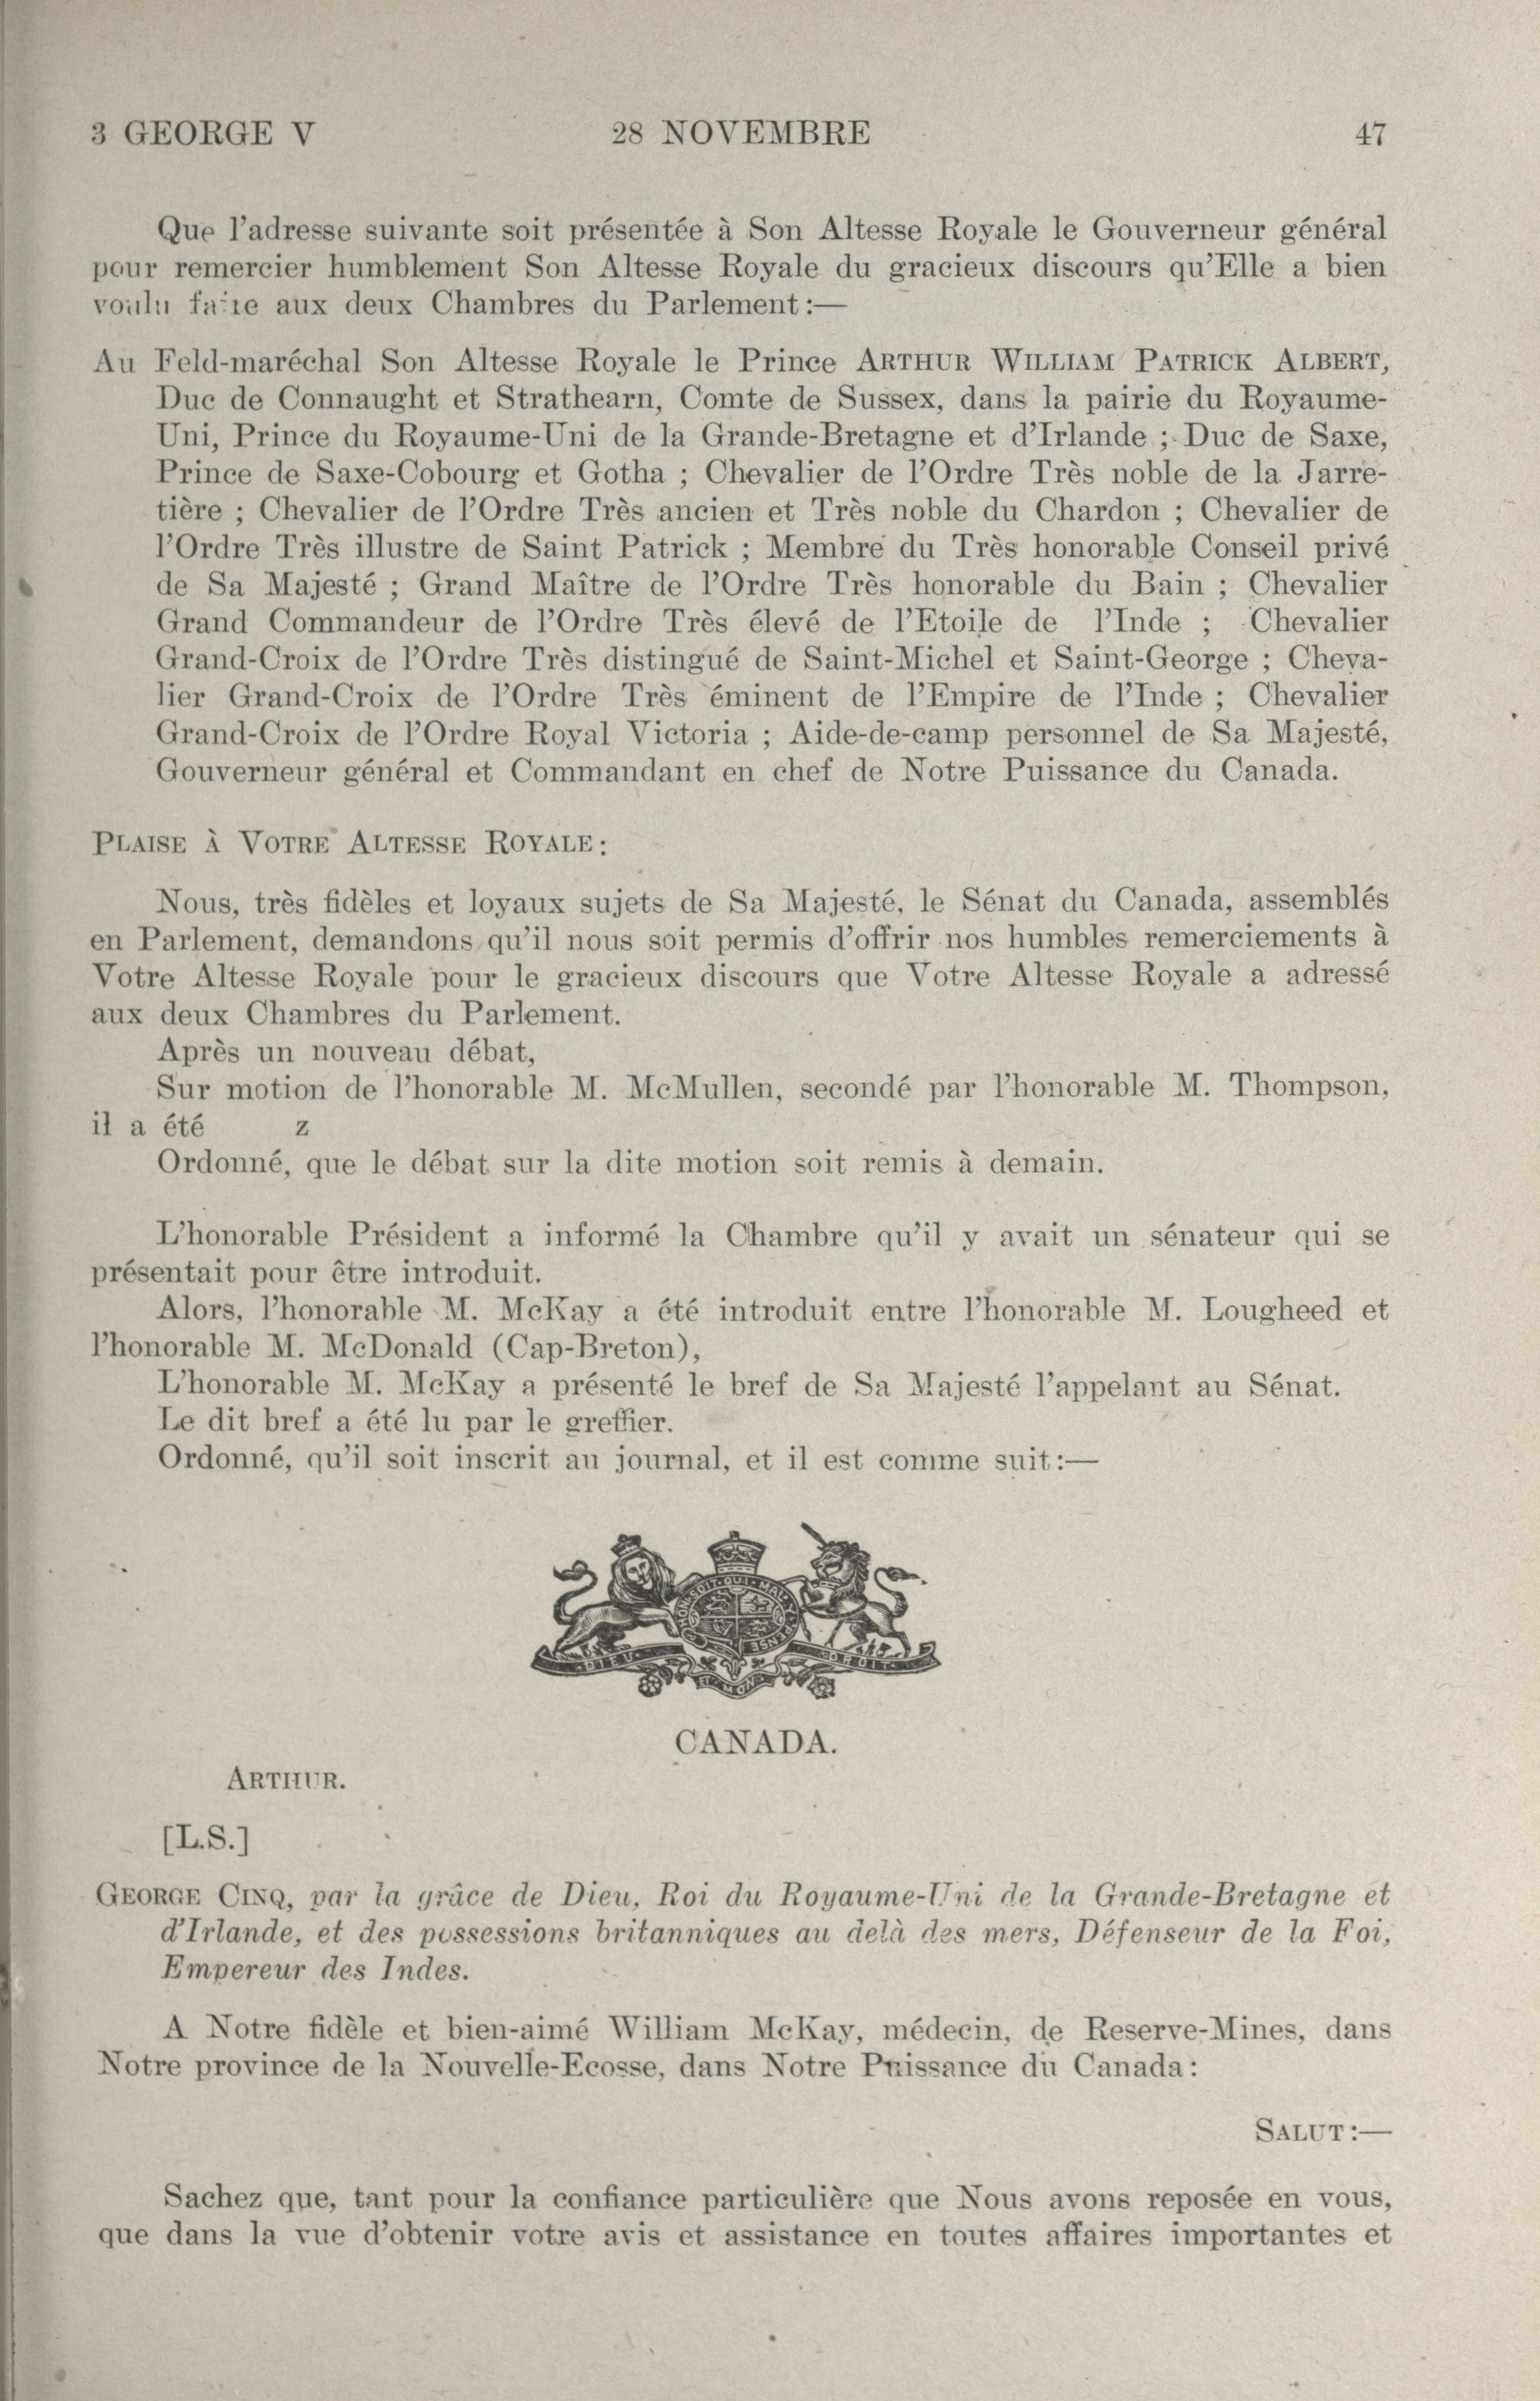 3 GEORGE V 28 NOVEMBRE 47
Que l'adresse suivante soit présentée à Son Altesse Royale le Gouverneur général
pour remercier humblement Son Altesse Royale du gracieux discours qu'Elle a bien
voulu faire aux deux Chambres du Parlement:—
Au Feld-maréchal Son Altesse Royale le Prince ARTHUR WILLIAM PATRICK ALBERT,
Duc de Connaught et Strathearn, Comte de Sussex, dans la pairie du Royaume-
Uni, Prince du Royaume-Uni de la Grande-Bretagne et d'Irlande ; Duc de Saxe,
Prince de Saxe-Cobourg et Gotha ; Chevalier de l'Ordre Très noble de la Jarre-
tière ; Chevalier de l'Ordre Très ancien et Très noble du Chardon ; Chevalier de
l'Ordre Très illustre de Saint Patrick ; Membre du Très honorable Conseil privé
de Sa Majesté ; Grand Maître de l'Ordre Très honorable du Bain ; Chevalier
Grand Commandeur de l'Ordre Très élevé de l'Etoile de l'Inde ; Chevalier
Grand-Croix de l'Ordre Très distingué de Saint-Michel et Saint-George ; Cheva-
lier Grand-Croix de l'Ordre Très éminent de l'Empire de l'Inde ; Chevalier
Grand-Croix de l'Ordre Royal Victoria ; Aide-de-camp personnel de Sa Majesté,
Gouverneur général et Commandant en chef de Notre Puissance du Canada.
PLAISE À VOTRE ALTESSE ROYALE:
Nous, très fidèles et loyaux sujets de Sa Majesté, le Sénat du Canada, assemblés
en Parlement, demandons qu'il nous soit permis d'offrir nos humbles remerciements à
Votre Altesse Royale pour le gracieux discours que Votre Altesse Royale a adressé
aux deux Chambres du Parlement.
Après un nouveau débat,
Sur motion de l'honorable M. McMullen, secondé par l'honorable M. Thompson,
il a été z
Ordonné, que le débat sur la dite motion soit remis à demain.
L'honorable Président a informé la Chambre qu'il y avait un sénateur qui se
présentait pour être introduit.
Alors, l'honorable M. McKay a été introduit entre l'honorable M. Lougheed et
l'honorable M. McDonald (Cap-Breton),
L'honorable M. McKay a présenté le bref de Sa Majesté l'appelant au Sénat.
Le dit bref a été lu par le greffier.
Ordonné, qu'il soit inscrit au journal, et il est comme suit:—
DIEU ET MON DROIT
CANADA.
ARTHUR.
[L.S.]
GEORGE CINQ, par la grâce de Dieu, Roi du Royaume-Uni de la Grande-Bretagne et
d'Irlande, et des possessions britanniques au delà des mers, Défenseur de la Foi,
Empereur des Indes.
A Notre fidèle et bien-aimé William McKay, médecin, de Reserve-Mines, dans
Notre province de la Nouvelle-Ecosse, dans Notre Puissance du Canada:
SALUT:—
Sachez que, tant pour la confiance particulière que Nous avons reposée en vous,
que dans la vue d'obtenir votre avis et assistance en toutes affaires importantes et